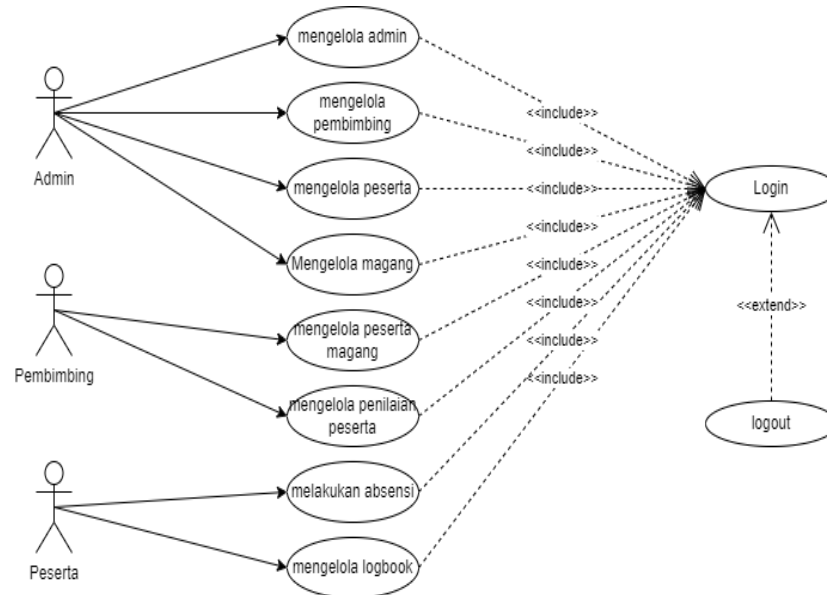 mengelola admin
mengelola
pembimbing
mengelola peserta
Mengelola magang
mengelola peserta
magang
mengelola penilaian
peserta
melakukan absensi
mengelola logbook
Admin
Pembimbing
Peserta
<<include>>
<<include>>
<<include>>
<<include>>
<<include>>
<<include>>
<<include>>
<<include>>
Login
<<extend>>
logout